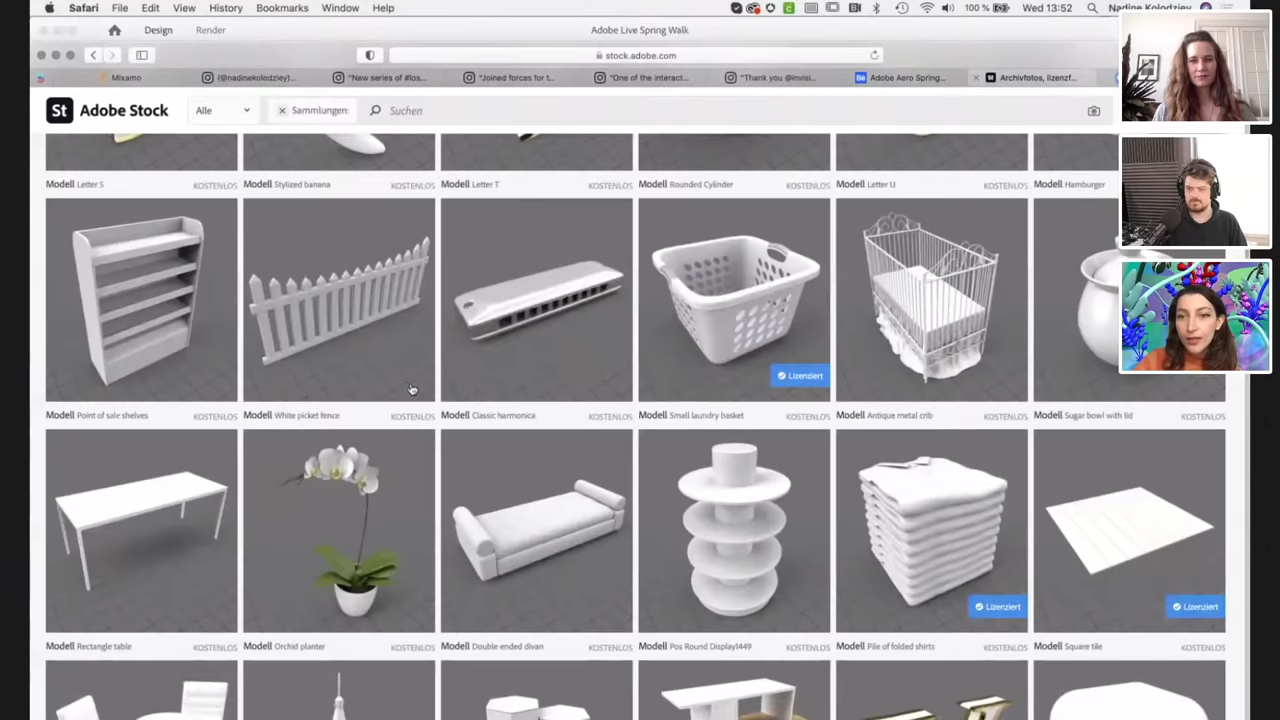 Safari File Edit View History Bookmarks Window Help 100 % Wed 13:52 Nadine Kolodziey
Design Render Adobe Live Spring Walk
stock.adobe.com
Mixamo (@nadinekolodziey)... "New series of #los... "Joined forces for t... "One of the interact... "Thank you @invisi... Bē Adobe Aero Spring... St Archivfotos, lizenzf...
St Adobe Stock Alle Sammlungen: Suchen
Modell Letter S KOSTENLOS Modell Stylized banana KOSTENLOS Modell Letter T KOSTENLOS Modell Rounded Cylinder KOSTENLOS Modell Letter U KOSTENLOS Modell Hamburger KOSTENLOS
Lizenziert
Modell Point of sale shelves KOSTENLOS Modell White picket fence KOSTENLOS Modell Classic harmonica KOSTENLOS Modell Small laundry basket KOSTENLOS Modell Antique metal crib KOSTENLOS Modell Sugar bowl with lid KOSTENLOS
Lizenziert Lizenziert
Modell Rectangle table KOSTENLOS Modell Orchid planter KOSTENLOS Modell Double ended divan KOSTENLOS Modell Pos Round Display1449 KOSTENLOS Modell Pile of folded shirts KOSTENLOS Modell Square tile KOSTENLOS